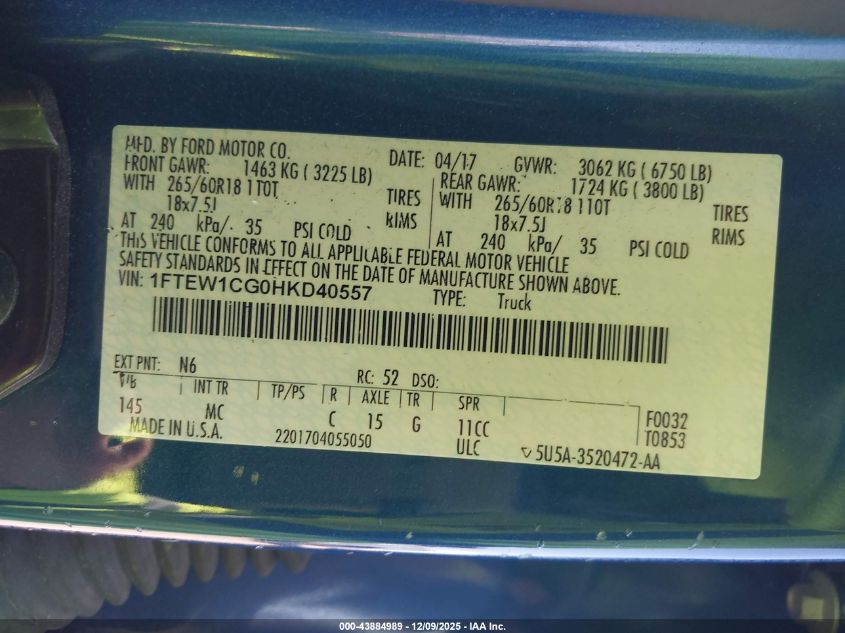 MFD. BY FORD MOTOR CO. DATE: 04/17 GVWR: 3062 KG ( 6750 LB)
FRONT GAWR: 1463 KG ( 3225 LB) REAR GAWR: 1724 KG ( 3800 LB)
WITH 265/60R18 110T TIRES WITH 265/60R18 110T TIRES
18x7.5J RIMS 18x7.5J RIMS
AT 240 kPa/ 35 PSI COLD AT 240 kPa/ 35 PSI COLD
THIS VEHICLE CONFORMS TO ALL APPLICABLE FEDERAL MOTOR VEHICLE
SAFETY STANDARDS IN EFFECT ON THE DATE OF MANUFACTURE SHOWN ABOVE.
VIN: 1FTEW1CG0HKD40557 TYPE: Truck
EXT PNT: N6 RC: 52 DSO:
W/B INT TR TP/PS R AXLE TR SPR
145 MC C 15 G 11CC F0032
MADE IN U.S.A. 2201704055050 ULC T0853
5U5A-3520472-AA
000-43884989 - 12/09/2025 - IAA Inc.